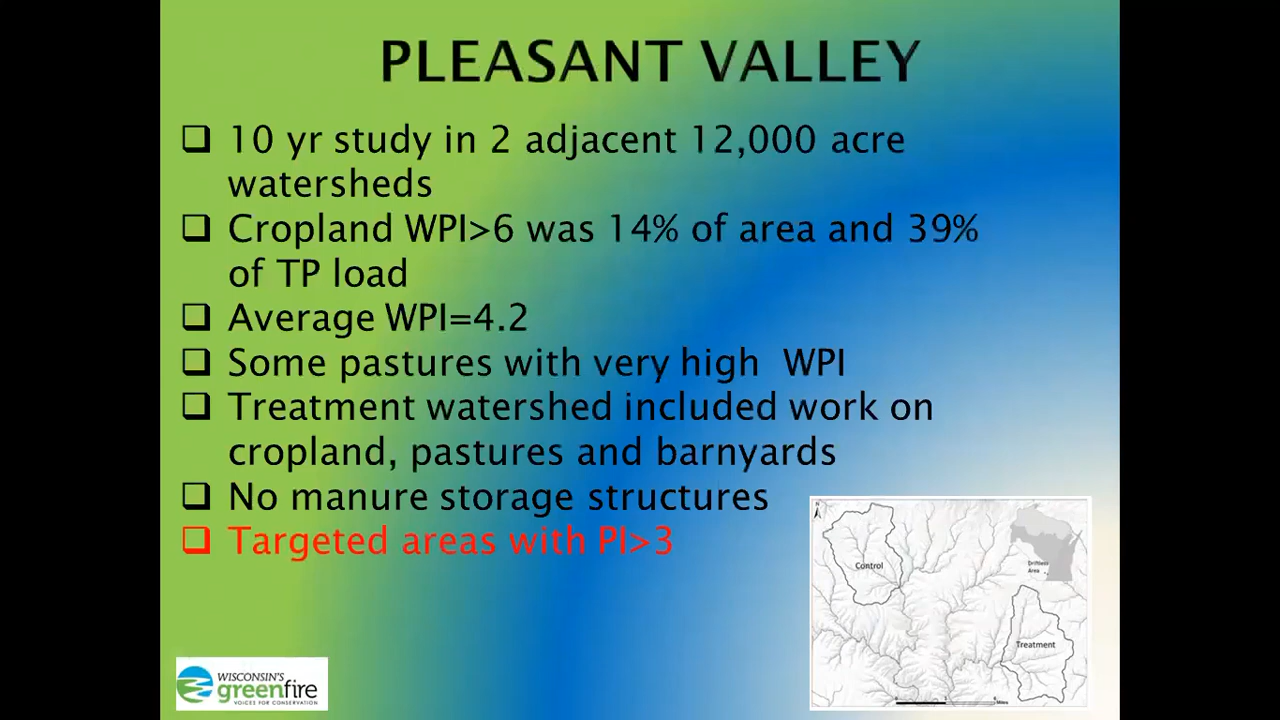 PLEASANT VALLEY
10 yr study in 2 adjacent 12,000 acre
watersheds
Cropland WPI>6 was 14% of area and 39%
of TP load
Average WPI=4.2
Some pastures with very high WPI
Treatment watershed included work on
cropland, pastures and barnyards
No manure storage structures
Targeted areas with PI>3
N
Control
Driftless
Area
Treatment
Miles
WISCONSIN'S
greenfire
VOICES FOR CONSERVATION